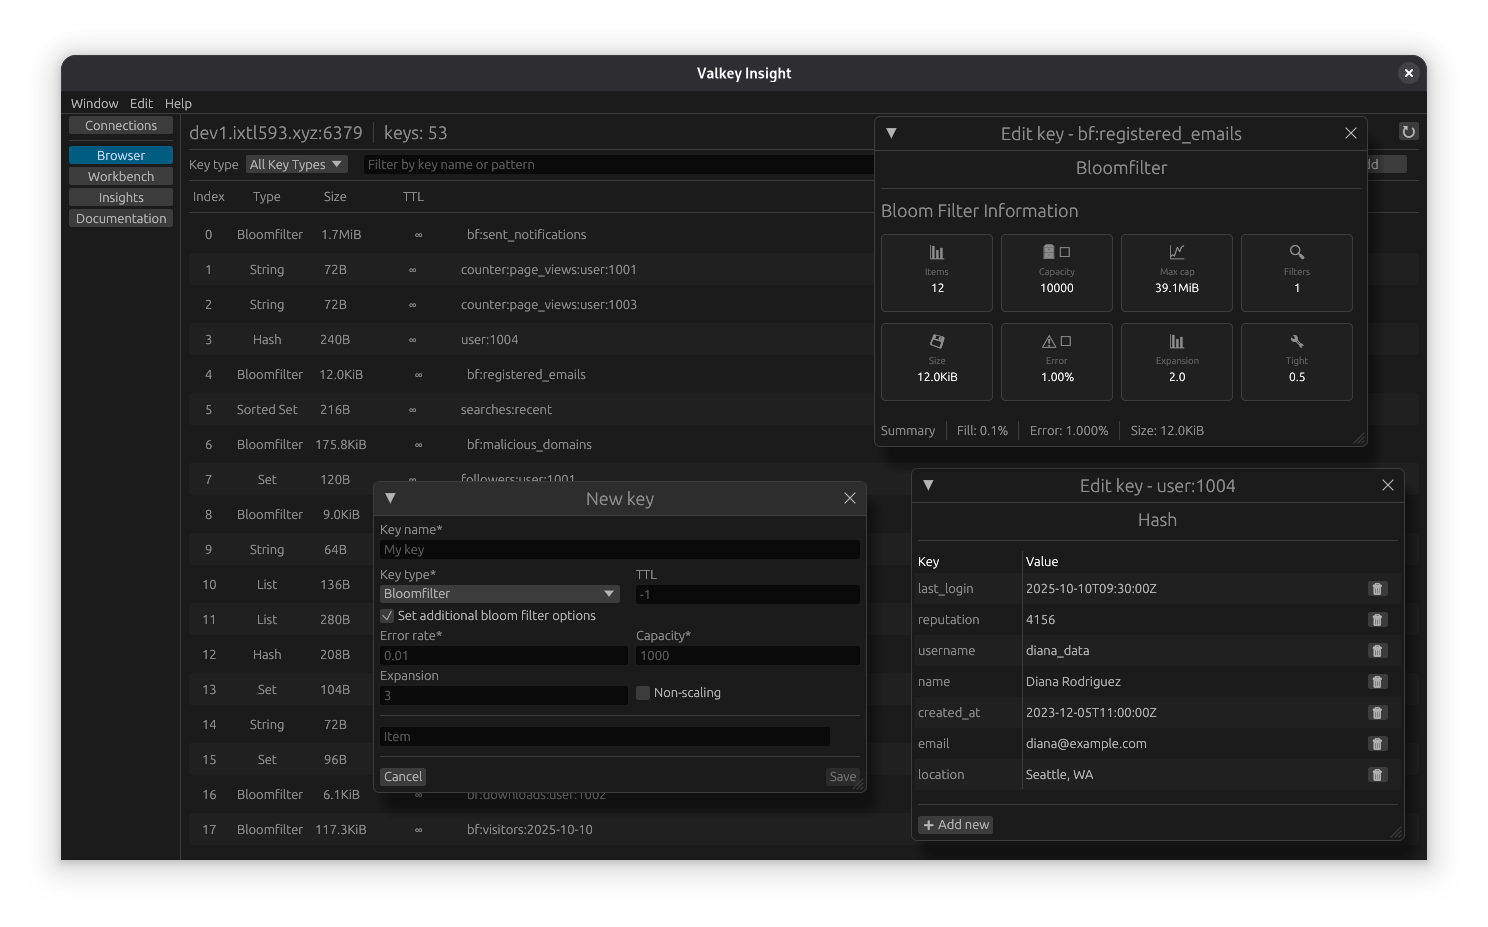 Valkey Insight
Window Edit Help
Connections
Browser
Workbench
Insights
Documentation
dev1.ixtl593.xyz:6379 keys: 53
Key type All Key Types Filter by key name or pattern
Index Type Size TTL
0 Bloomfilter 1.7MiB ∞ bf:sent_notifications
1 String 72B ∞ counter:page_views:user:1001
2 String 72B ∞ counter:page_views:user:1003
3 Hash 240B ∞ user:1004
4 Bloomfilter 12.0KiB ∞ bf:registered_emails
5 Sorted Set 216B ∞ searches:recent
6 Bloomfilter 175.8KiB ∞ bf:malicious_domains
7 Set 120B ∞ followers:user:1001
8 Bloomfilter 9.0KiB
9 String 64B
10 List 136B
11 List 280B
12 Hash 208B
13 Set 104B
14 String 72B
15 Set 96B
16 Bloomfilter 6.1KiB ∞ bf:downloads:user:1002
17 Bloomfilter 117.3KiB ∞ bf:visitors:2025-10-10
Edit key - bf:registered_emails
Bloomfilter
Bloom Filter Information
Items
12
Capacity
10000
Max cap
39.1MiB
Filters
1
Size
12.0KiB
Error
1.00%
Expansion
2.0
Tight
0.5
Summary Fill: 0.1% Error: 1.000% Size: 12.0KiB
New key
Key name*
My key
Key type* TTL
Bloomfilter -1
Set additional bloom filter options
Error rate* Capacity*
0.01 1000
Expansion
3 Non-scaling
Item
Cancel Save
Edit key - user:1004
Hash
Key Value
last_login 2025-10-10T09:30:00Z
reputation 4156
username diana_data
name Diana Rodriguez
created_at 2023-12-05T11:00:00Z
email diana@example.com
location Seattle, WA
+ Add new